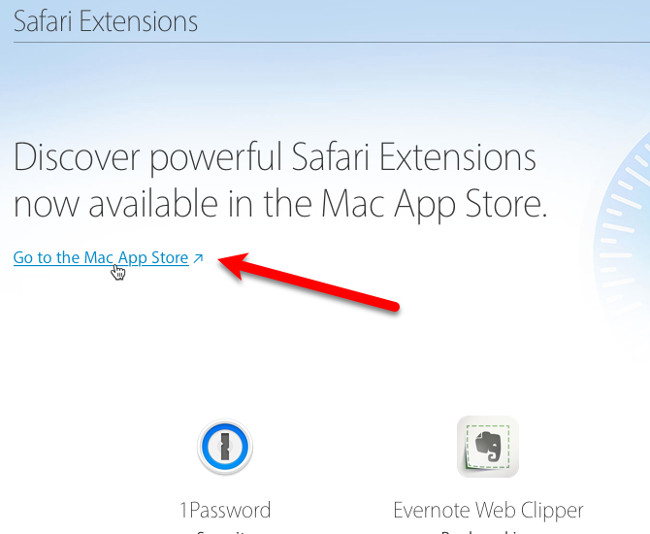 Safari Extensions
Discover powerful Safari Extensions
now available in the Mac App Store.
Go to the Mac App Store ↗
1Password
Evernote Web Clipper